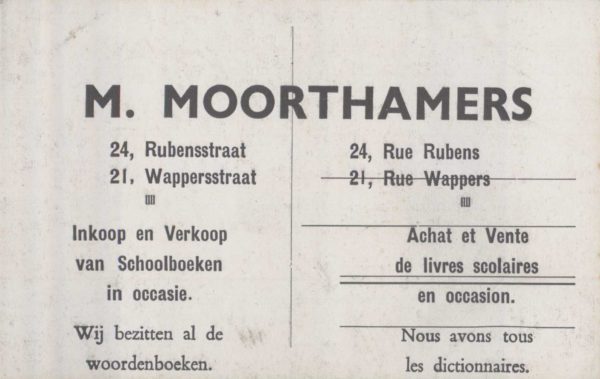 M. MOORTHAMERS
24, Rubensstraat
21, Wappersstraat
Inkoop en Verkoop
van Schoolboeken
in occasie.
Wij bezitten al de
woordenboeken.
24, Rue Rubens
21, Rue Wappers
Achat et Vente
de livres scolaires
en occasion.
Nous avons tous
les dictionnaires.